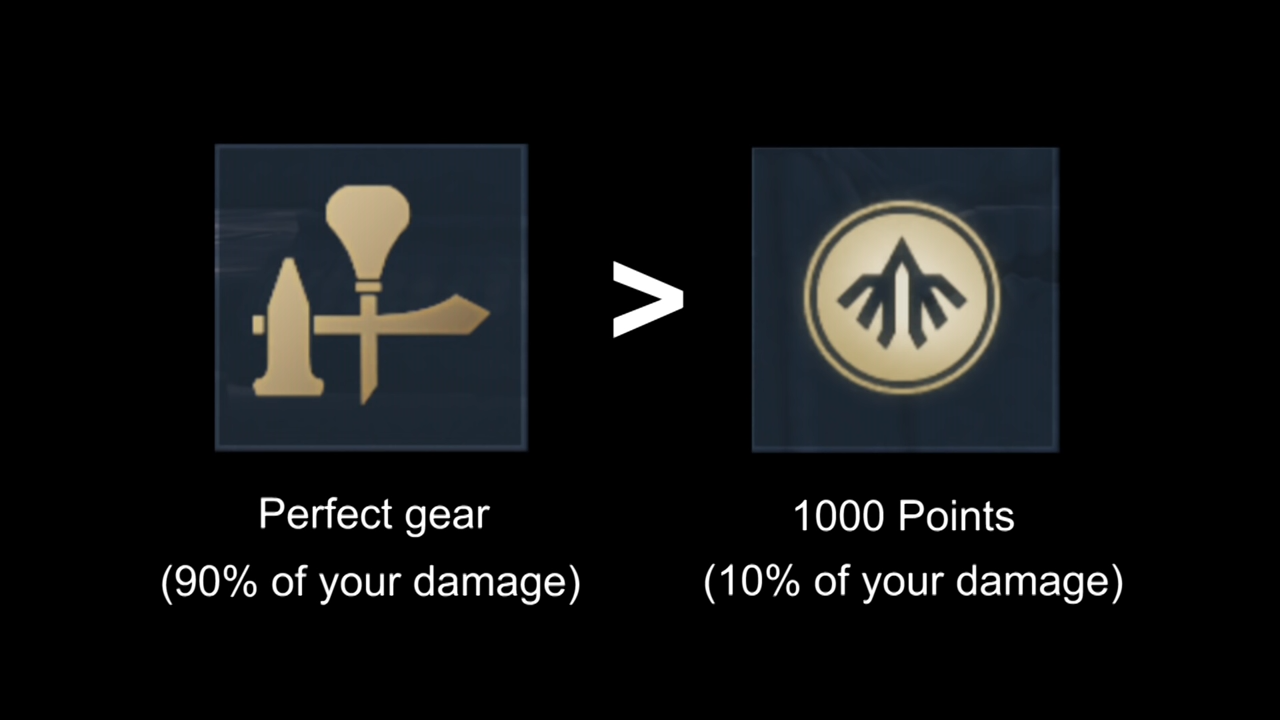 >
Perfect gear
(90% of your damage)
1000 Points
(10% of your damage)